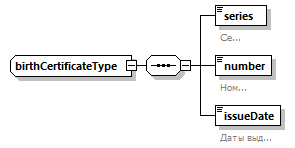 series
Се...
birthCertificateType
number
Ном...
issueDate
Даты выд...